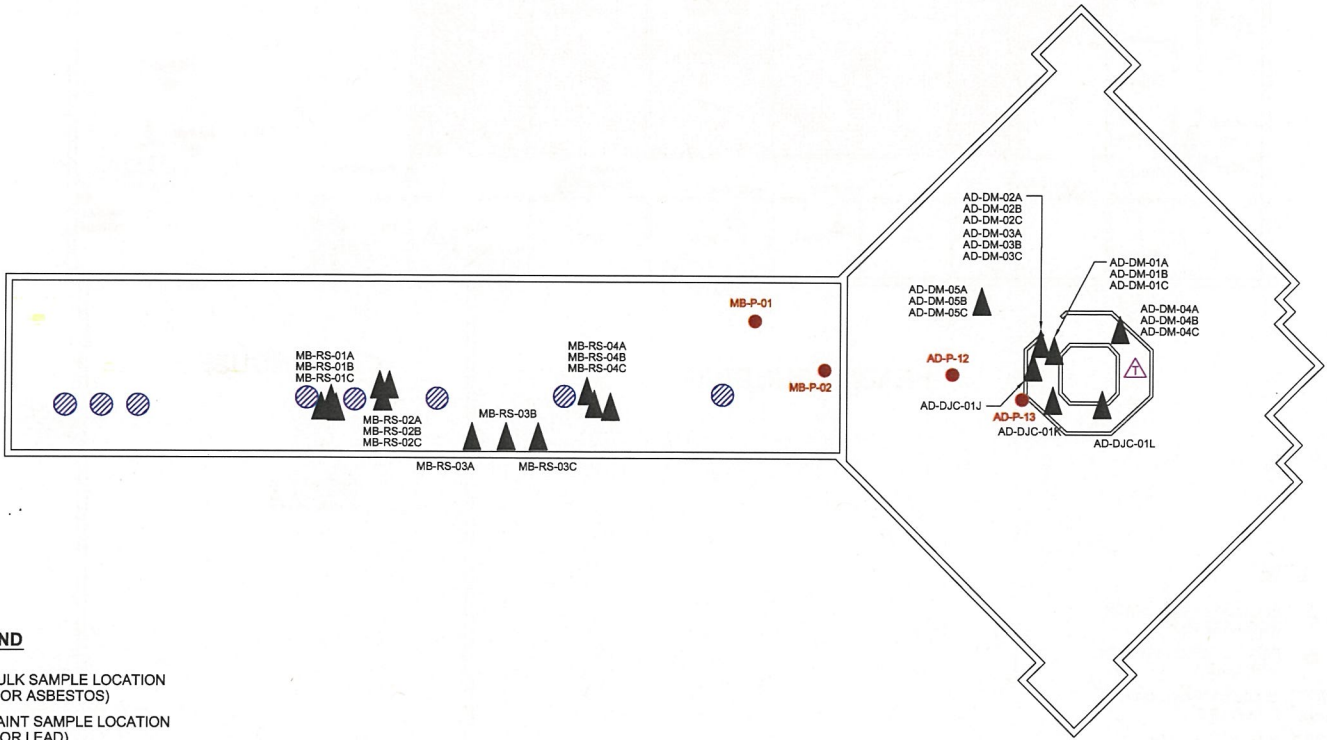 AD-DM-02A
AD-DM-02B
AD-DM-02C
AD-DM-03A
AD-DM-03B
AD-DM-03C
AD-DM-01A
AD-DM-01B
AD-DM-01C
AD-DM-05A
AD-DM-05B
AD-DM-05C
AD-DM-04A
AD-DM-04B
AD-DM-04C
MB-P-01
MB-RS-04A
MB-RS-04B
MB-RS-04C
MB-RS-01A
MB-RS-01B
MB-RS-01C
AD-P-12
T
MB-P-02
AD-DJC-01J
AD-P-13
MB-RS-03B
MB-RS-02A
MB-RS-02B
MB-RS-02C
AD-DJC-01K
AD-DJC-01L
MB-RS-03A
MB-RS-03C
ND
ULK SAMPLE LOCATION
OR ASBESTOS)
AINT SAMPLE LOCATION
OR LEAD)